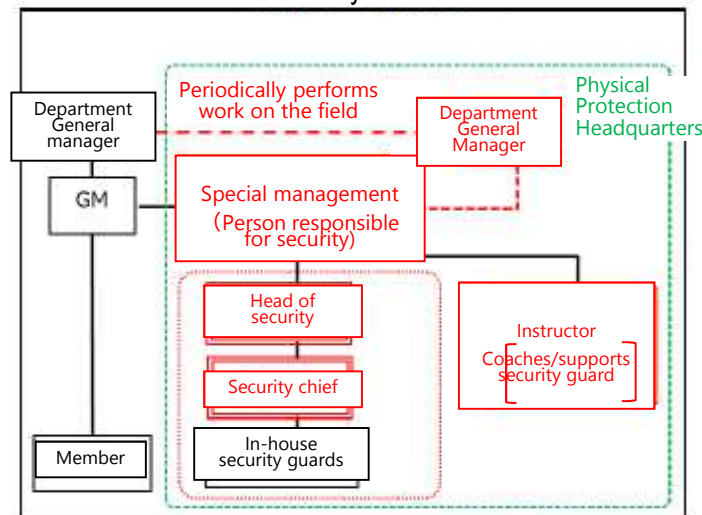 Periodically performs
work on the field
Physical
Protection
Headquarters
Department
General
manager
Department
General
Manager
GM
Special management
(Person responsible
for security)
Head of
security
Instructor
Coaches/supports
security guard
Security chief
In-house
security guards
Member